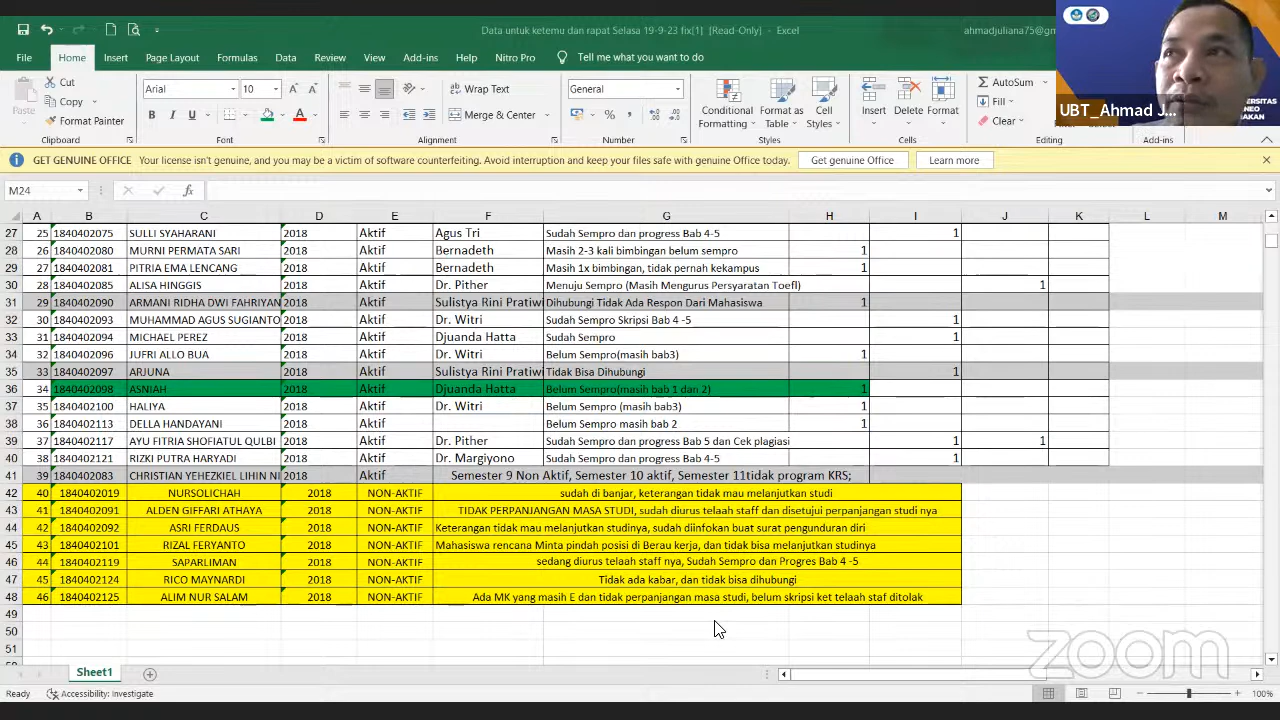 Data untuk ketemu dan rapat Selasa 19-9-23 fix[1] [Read-Only] - Excel
ahmadjuliana75@gm
File Home Insert Page Layout Formulas Data Review View Add-ins Help Nitro Pro Tell me what you want to do
Paste
Cut
Copy
Format Painter
Clipboard
Arial 10
B I U
Font
Wrap Text
Merge & Center
Alignment
General
Number
Conditional Formatting
Format as Table
Cell Styles
Styles
Insert
Delete
Format
Cells
AutoSum
Fill
Clear
Editing
Add-ins
UBT_Ahmad J...
GET GENUINE OFFICE Your license isn't genuine, and you may be a victim of software counterfeiting. Avoid interruption and keep your files safe with genuine Office today. Get genuine Office Learn more
M24
fx
A B C D E F G H I J K L M
27 25 1840402075 SULLI SYAHARANI 2018 Aktif Agus Tri Sudah Sempro dan progress Bab 4-5 1
28 26 1840402080 MURNI PERMATA SARI 2018 Aktif Bernadeth Masih 2-3 kali bimbingan belum sempro 1
29 27 1840402081 PITRIA EMA LENCANG 2018 Aktif Bernadeth Masih 1x bimbingan, tidak pernah kekampus 1
30 28 1840402085 ALISA HINGGIS 2018 Aktif Dr. Pither Menuju Sempro (Masih Mengurus Persyaratan Toefl) 1
31 29 1840402090 ARMANI RIDHA DWI FAHRIYAN 2018 Aktif Sulistya Rini Pratiwi Dihubungi Tidak Ada Respon Dari Mahasiswa 1
32 30 1840402093 MUHAMMAD AGUS SUGIANTO 2018 Aktif Dr. Witri Sudah Sempro Skripsi Bab 4 -5 1
33 31 1840402094 MICHAEL PEREZ 2018 Aktif Djuanda Hatta Sudah Sempro 1
34 32 1840402096 JUFRI ALLO BUA 2018 Aktif Dr. Witri Belum Sempro(masih bab3) 1
35 33 1840402097 ARJUNA 2018 Aktif Sulistya Rini Pratiwi Tidak Bisa Dihubungi 1
36 34 1840402098 ASNIAH 2018 Aktif Djuanda Hatta Belum Sempro(masih bab 1 dan 2) 1
37 35 1840402100 HALIYA 2018 Aktif Dr. Witri Belum Sempro (masih bab3) 1
38 36 1840402113 DELLA HANDAYANI 2018 Aktif Belum Sempro masih bab 2 1
39 37 1840402117 AYU FITRIA SHOFIATUL QULBI 2018 Aktif Dr. Pither Sudah Sempro dan progress Bab 5 dan Cek plagiasi 1 1
40 38 1840402121 RIZKI PUTRA HARYADI 2018 Aktif Dr. Margiyono Sudah Sempro dan progress Bab 4-5 1
41 39 1840402083 CHRISTIAN YEHEZKIEL LIHIN NI 2018 Aktif Semester 9 Non Aktif, Semester 10 aktif, Semester 11tidak program KRS;
42 40 1840402019 NURSOLICHAH 2018 NON-AKTIF sudah di banjar, keterangan tidak mau melanjutkan studi
43 41 1840402091 ALDEN GIFFARI ATHAYA 2018 NON-AKTIF TIDAK PERPANJANGAN MASA STUDI, sudah diurus telaah staff dan disetujui perpanjangan studi nya
44 42 1840402092 ASRI FERDAUS 2018 NON-AKTIF Keterangan tidak mau melanjutkan studinya, sudah diinfokan buat surat pengunduran diri
45 43 1840402101 RIZAL FERYANTO 2018 NON-AKTIF Mahasiswa rencana Minta pindah posisi di Berau kerja, dan tidak bisa melanjutkan studinya
46 44 1840402119 SAPARLIMAN 2018 NON-AKTIF sedang diurus telaah staff nya, Sudah Sempro dan Progres Bab 4 -5
47 45 1840402124 RICO MAYNARDI 2018 NON-AKTIF Tidak ada kabar, dan tidak bisa dihubungi
48 46 1840402125 ALIM NUR SALAM 2018 NON-AKTIF Ada MK yang masih E dan tidak perpanjangan masa studi, belum skripsi ket telaah staf ditolak
49
50
51
zoom
Sheet1
Ready Accessibility: Investigate 100%